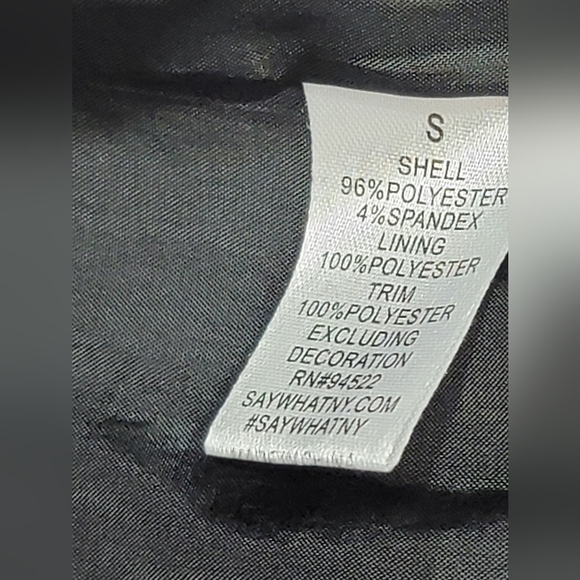 S
SHELL
96%POLYESTER
4%SPANDEX
LINING
100%POLYESTER
TRIM
100%POLYESTER
EXCLUDING
DECORATION
RN#94522
SAYWHATNY.COM
#SAYWHATNY